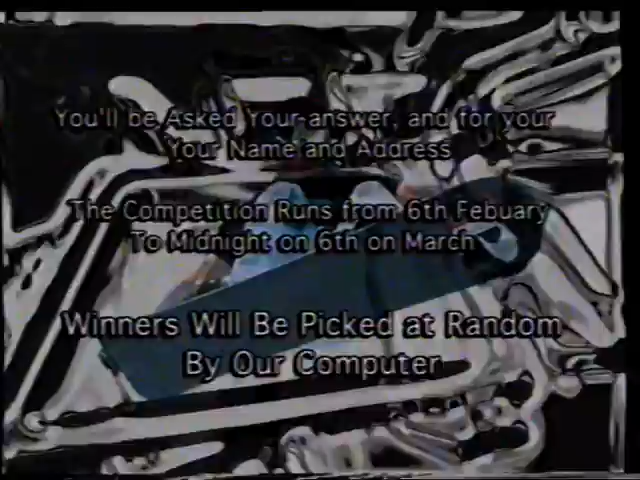 You'll be Asked Your answer, and for your
Your Name and Address
The Competition Runs from 6th Febuary
To Midnight on 6th on March
Winners Will Be Picked at Random
By Our Computer